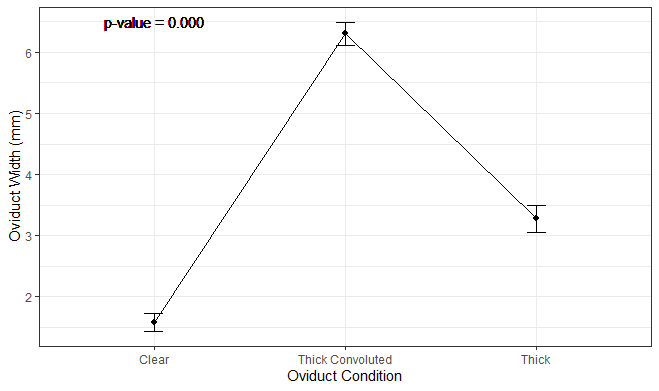 p-value = 0.000
6
5
4
3
2
Oviduct Width (mm)
Clear
Thick Convoluted
Thick
Oviduct Condition